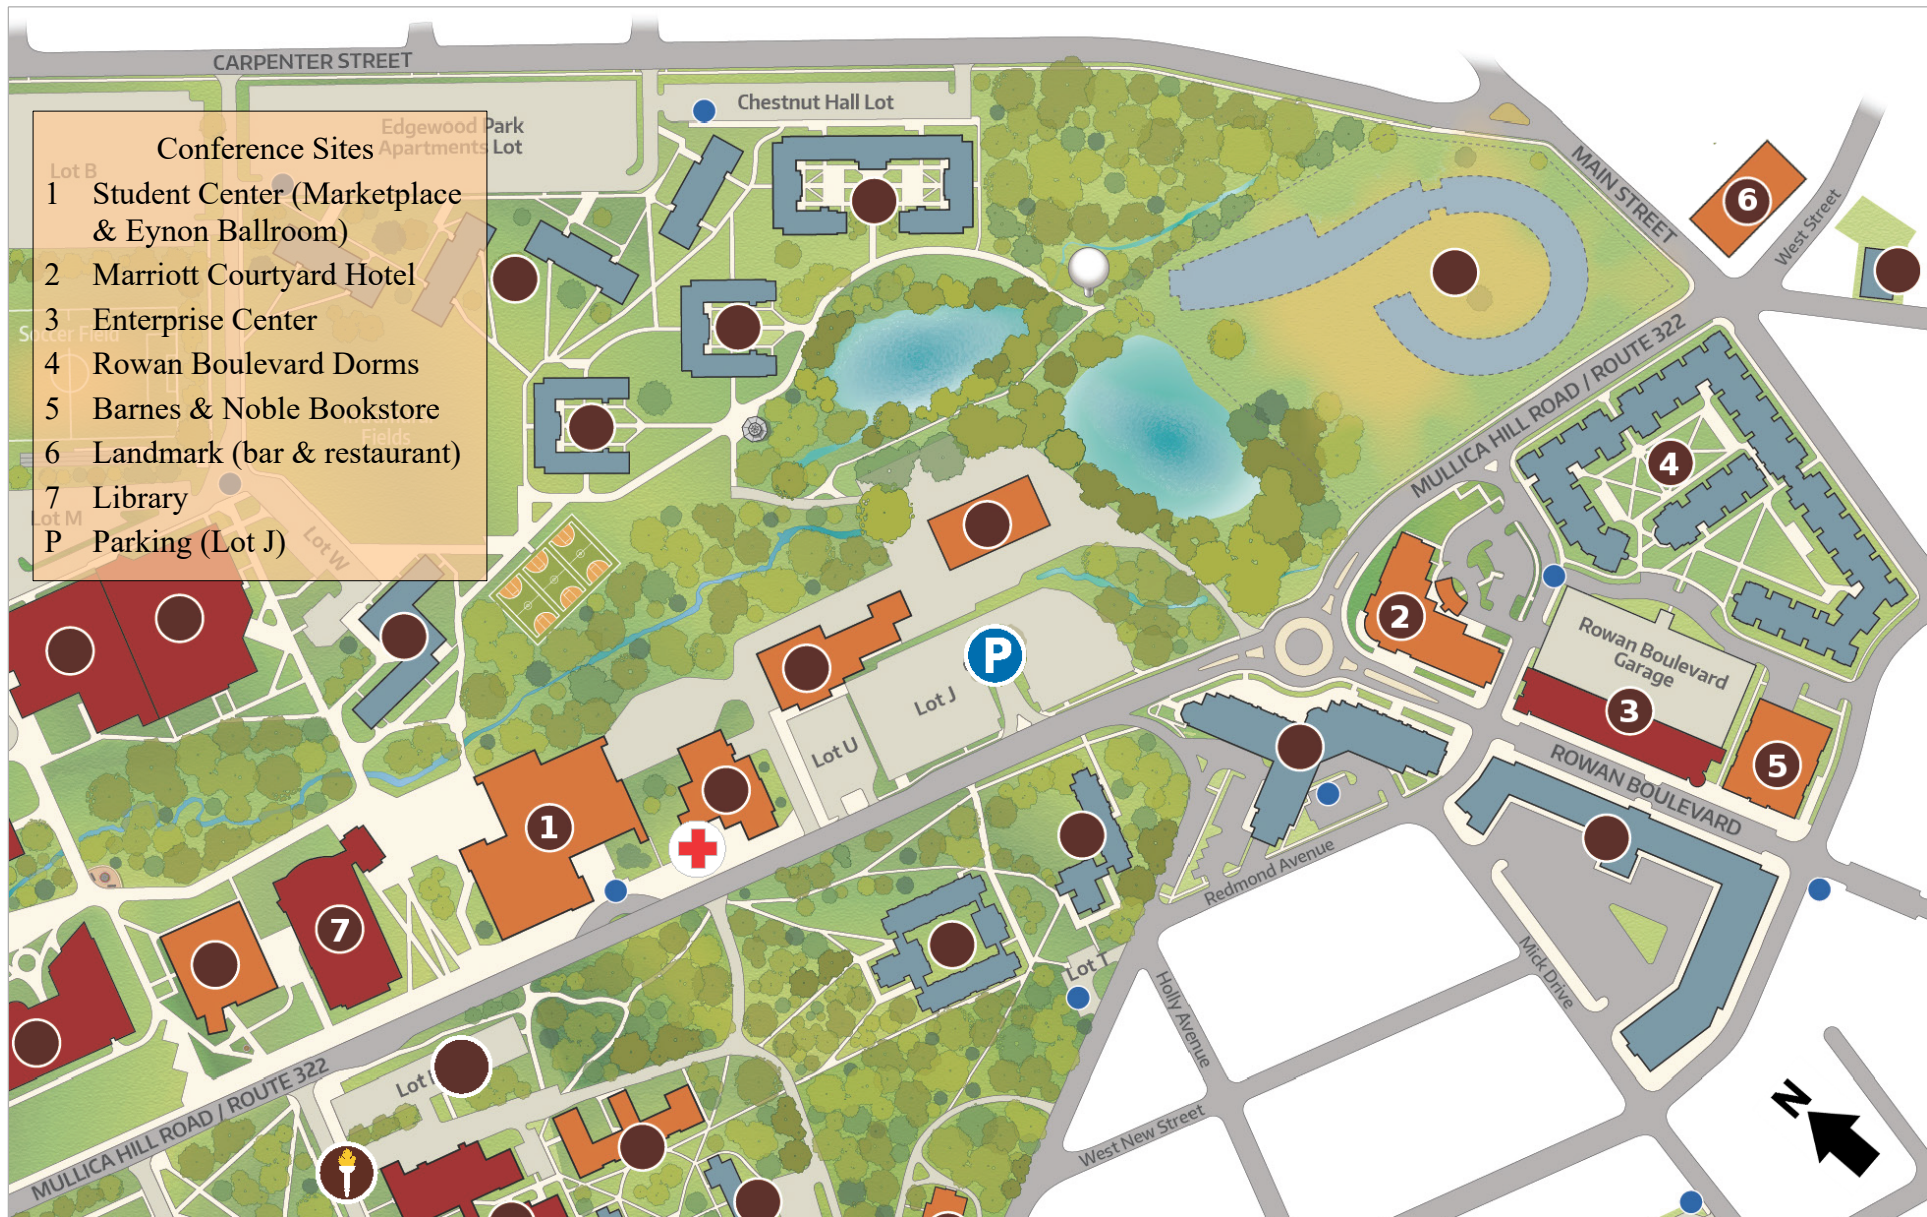 CARPENTER STREET
Chestnut Hall Lot
Edgewood Park
Apartments Lot
Lot B
Conference Sites
1 Student Center (Marketplace
& Eynon Ballroom)
2 Marriott Courtyard Hotel
3 Enterprise Center
4 Rowan Boulevard Dorms
5 Barnes & Noble Bookstore
6 Landmark (bar & restaurant)
7 Library
P Parking (Lot J)
Soccer Field
Intramural
Fields
Lot M
Lot W
MAIN STREET
6
West Street
MULLICA HILL ROAD / ROUTE 322
4
2
Rowan Boulevard
Garage
3
5
ROWAN BOULEVARD
P
Lot J
Lot U
1
7
Redmond Avenue
Lot T
Holly Avenue
Mick Drive
West New Street
Lot
MULLICA HILL ROAD / ROUTE 322
N